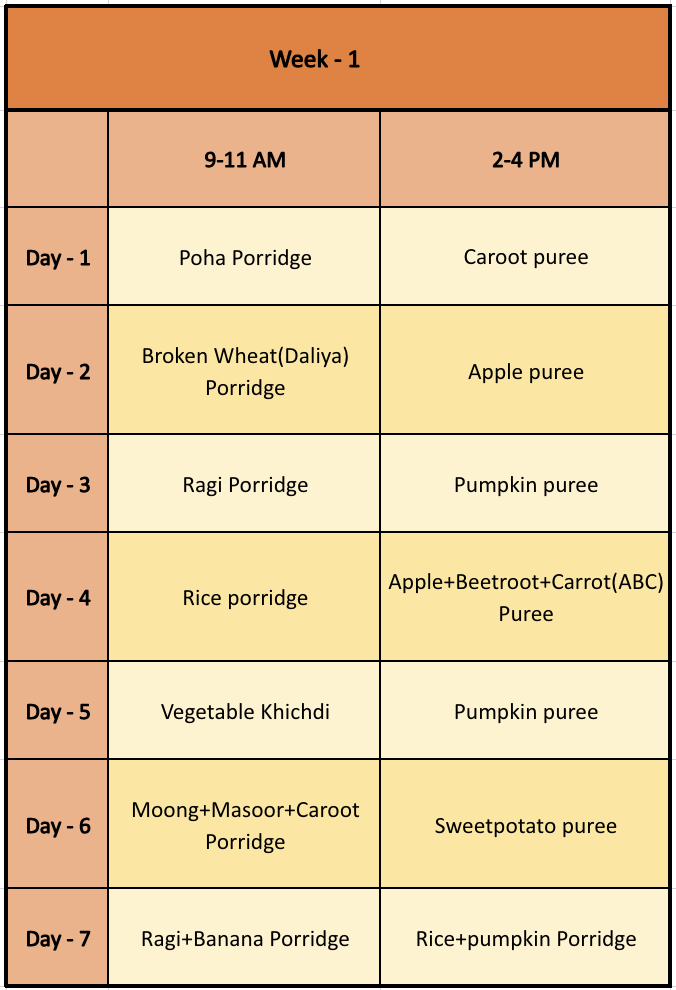 Week - 1
9-11 AM
2-4 PM
Day - 1
Poha Porridge
Caroot puree
Day - 2
Broken Wheat(Daliya)
Porridge
Apple puree
Day - 3
Ragi Porridge
Pumpkin puree
Day - 4
Rice porridge
Apple+Beetroot+Carrot(ABC)
Puree
Day - 5
Vegetable Khichdi
Pumpkin puree
Day - 6
Moong+Masoor+Caroot
Porridge
Sweetpotato puree
Day - 7
Ragi+Banana Porridge
Rice+pumpkin Porridge